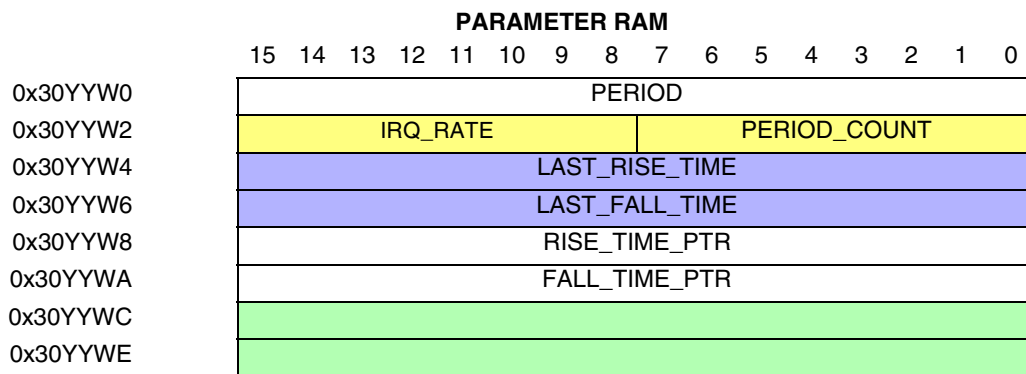 PARAMETER RAM
15 14 13 12 11 10 9 8 7 6 5 4 3 2 1 0
0x30YYW0 PERIOD
0x30YYW2 IRQ_RATE PERIOD_COUNT
0x30YYW4 LAST_RISE_TIME
0x30YYW6 LAST_FALL_TIME
0x30YYW8 RISE_TIME_PTR
0x30YYWA FALL_TIME_PTR
0x30YYWC
0x30YYWE